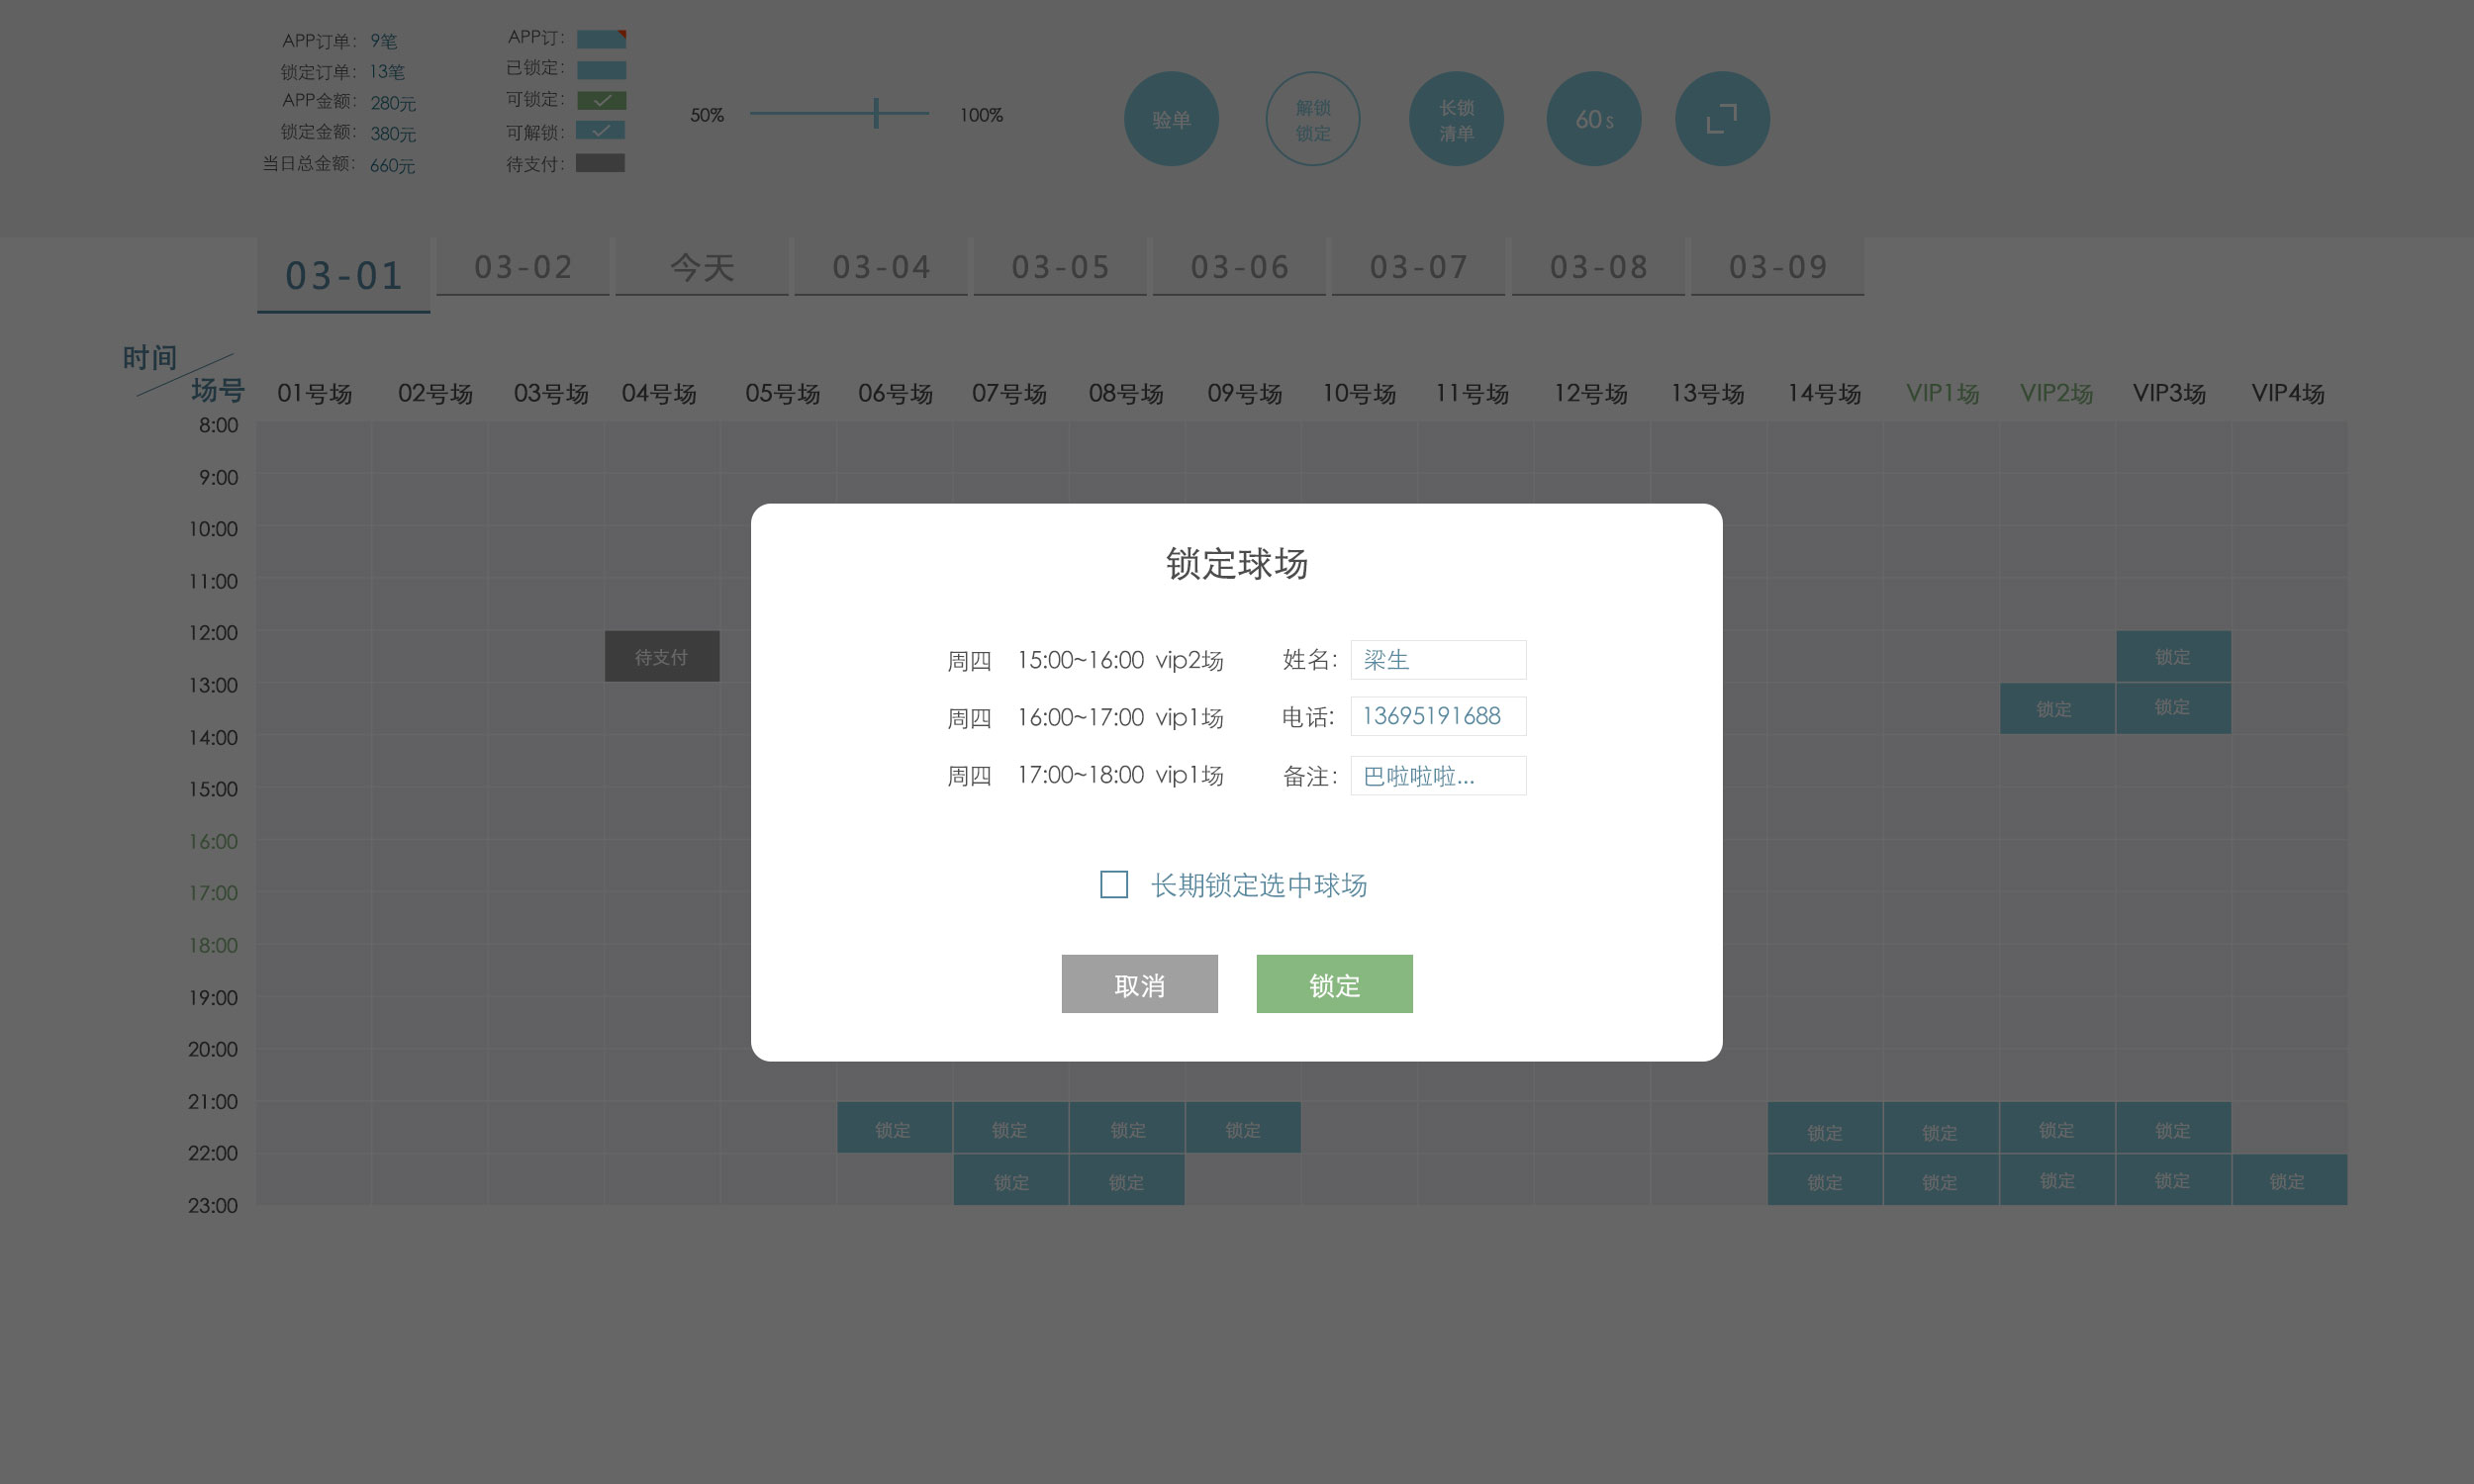 APP订单： 9笔
锁定订单： 13笔
APP金额： 280元
锁定金额： 380元
当日总金额： 660元
APP订：
已锁定：
可锁定：
可解锁：
待支付：
50% 100%
验单
解锁
锁定
长锁
清单
60 s
03-01 03-02 今天 03-04 03-05 03-06 03-07 03-08 03-09
时间
场号 01号场 02号场 03号场 04号场 05号场 06号场 07号场 08号场 09号场 10号场 11号场 12号场 13号场 14号场 VIP1场 VIP2场 VIP3场 VIP4场
8:00
9:00
10:00
11:00
12:00
待支付 锁定
13:00
锁定 锁定
14:00
15:00
16:00
17:00
18:00
19:00
20:00
21:00
锁定 锁定 锁定 锁定 锁定 锁定 锁定 锁定
22:00
锁定 锁定 锁定 锁定 锁定 锁定 锁定
23:00
锁定球场
周四 15:00~16:00 vip2场 姓名： 梁生
周四 16:00~17:00 vip1场 电话： 13695191688
周四 17:00~18:00 vip1场 备注： 巴啦啦啦...
长期锁定选中球场
取消 锁定